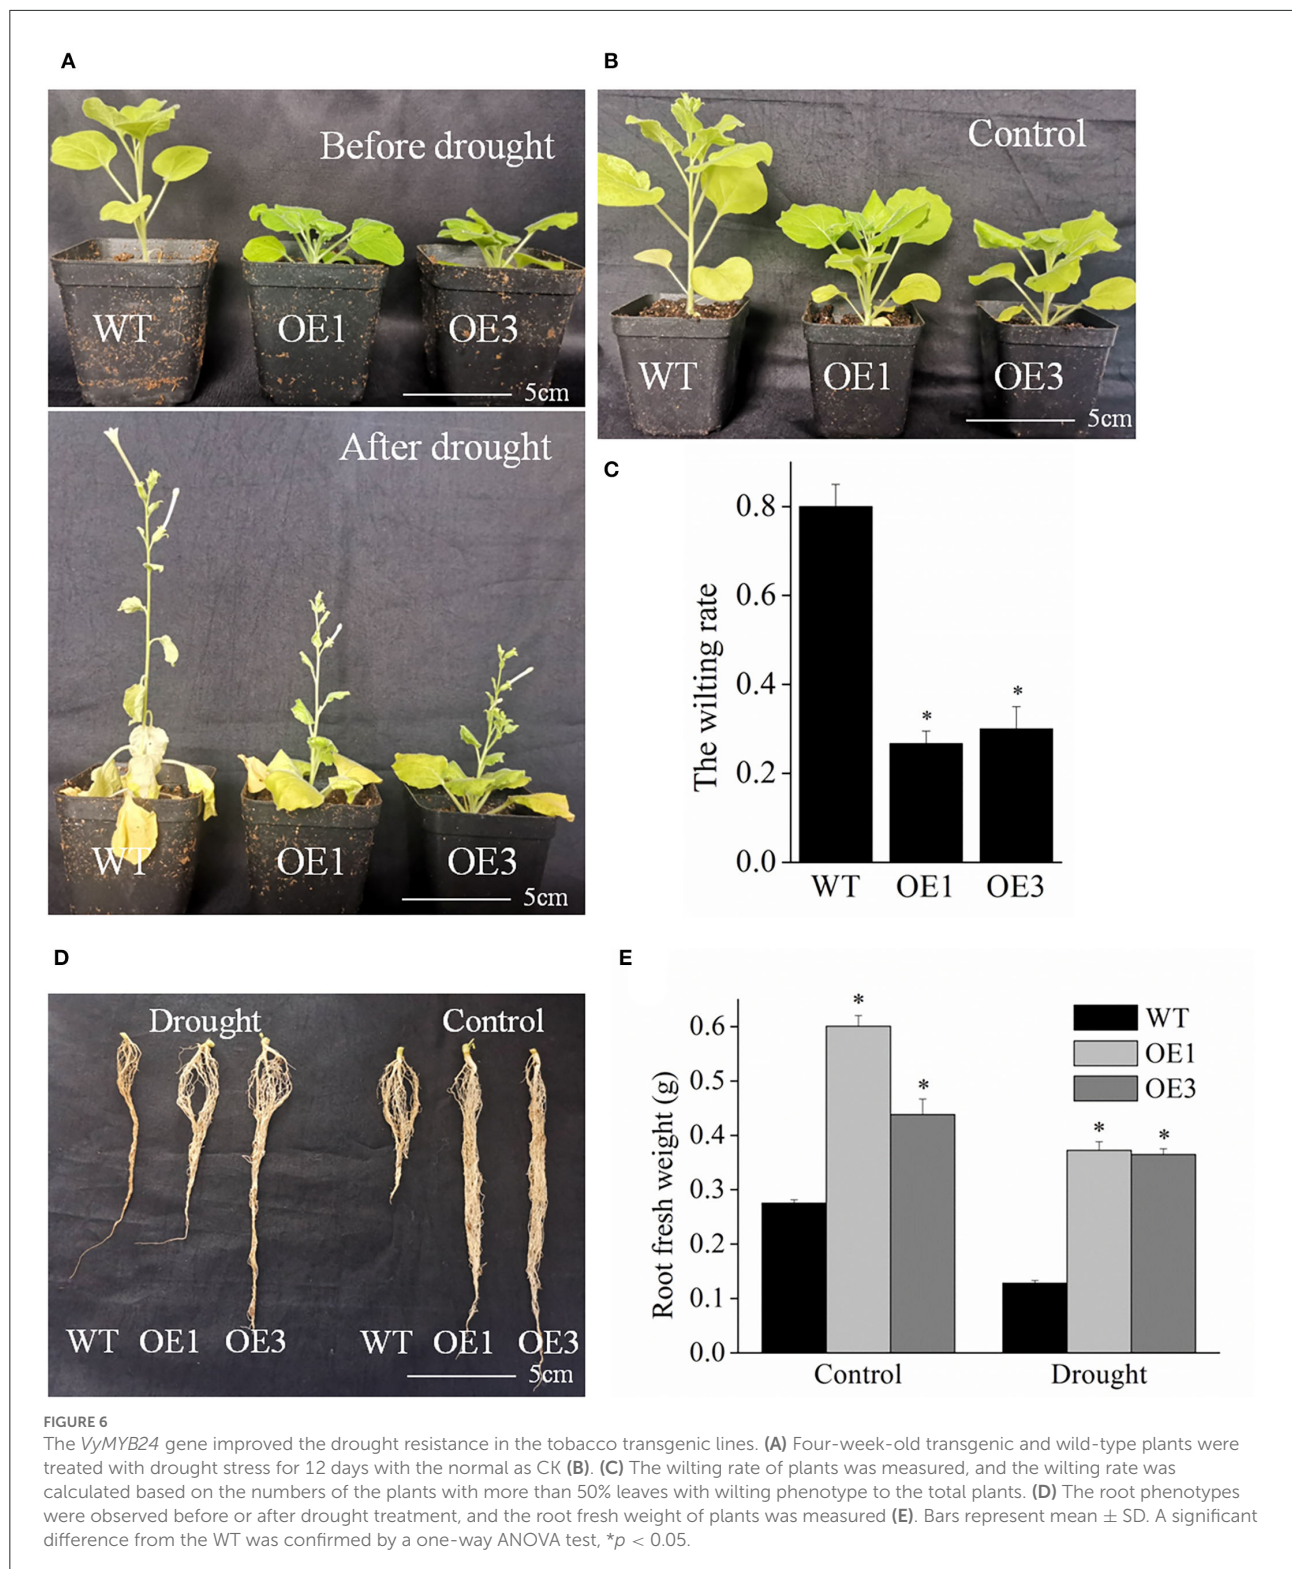 A
Before drought
WT OE1 OE3
5cm
After drought
WT OE1 OE3
5cm
B
Control
WT OE1 OE3
5cm
C
The wilting rate
0.8
0.6
0.4
0.2
0.0
* *
WT OE1 OE3
D
Drought Control
WT OE1 OE3 WT OE1 OE3
5cm
E
Root fresh weight (g)
0.6
0.5
0.4
0.3
0.2
0.1
0.0
* * * *
WT
OE1
OE3
Control Drought
FIGURE 6
The VyMYB24 gene improved the drought resistance in the tobacco transgenic lines. (A) Four-week-old transgenic and wild-type plants were
treated with drought stress for 12 days with the normal as CK (B). (C) The wilting rate of plants was measured, and the wilting rate was
calculated based on the numbers of the plants with more than 50% leaves with wilting phenotype to the total plants. (D) The root phenotypes
were observed before or after drought treatment, and the root fresh weight of plants was measured (E). Bars represent mean ± SD. A significant
difference from the WT was confirmed by a one-way ANOVA test, *p < 0.05.